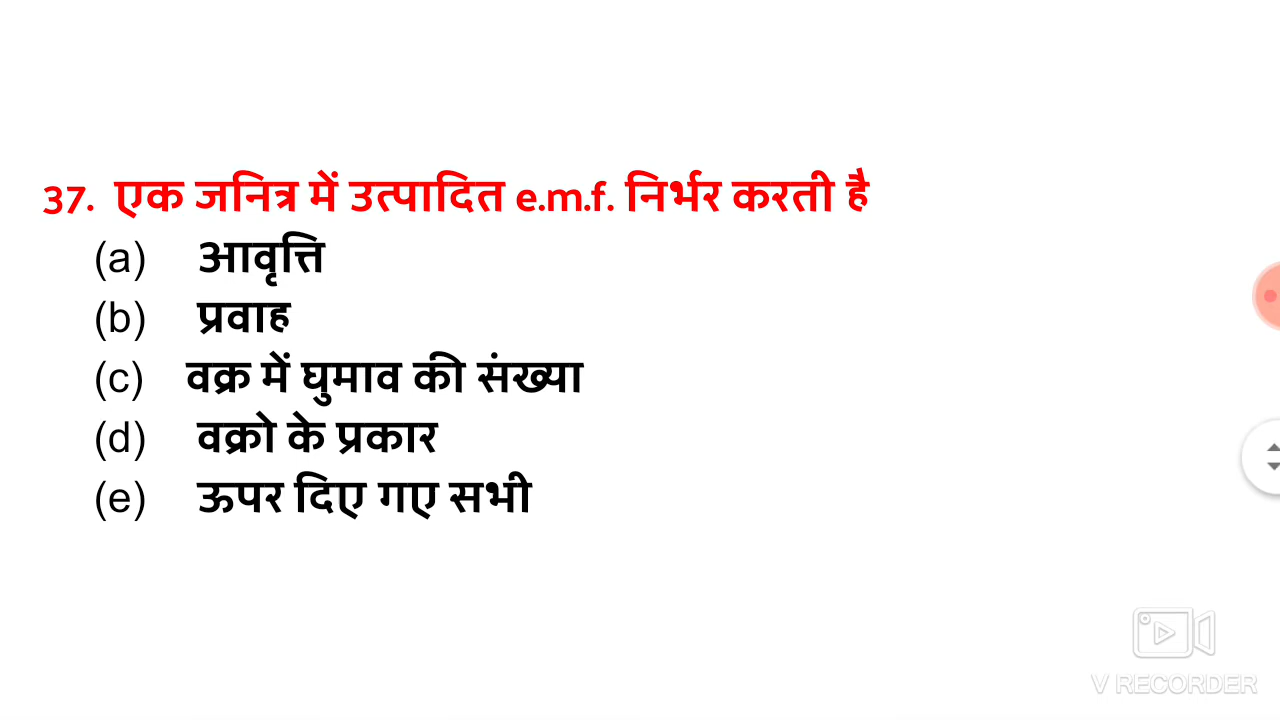 37. एक जनित्र में उत्पादित e.m.f. निर्भर करती है
(a) आवृत्ति
(b) प्रवाह
(c) वक्र में घुमाव की संख्या
(d) वक्रो के प्रकार
(e) ऊपर दिए गए सभी
V RECORDER